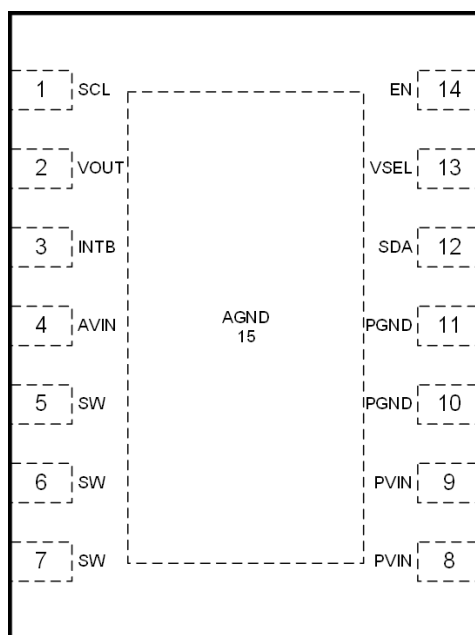 1 SCL EN 14
2 VOUT VSEL 13
3 INTB SDA 12
4 AVIN AGND PGND 11
15
5 SW PGND 10
6 SW PVIN 9
7 SW PVIN 8